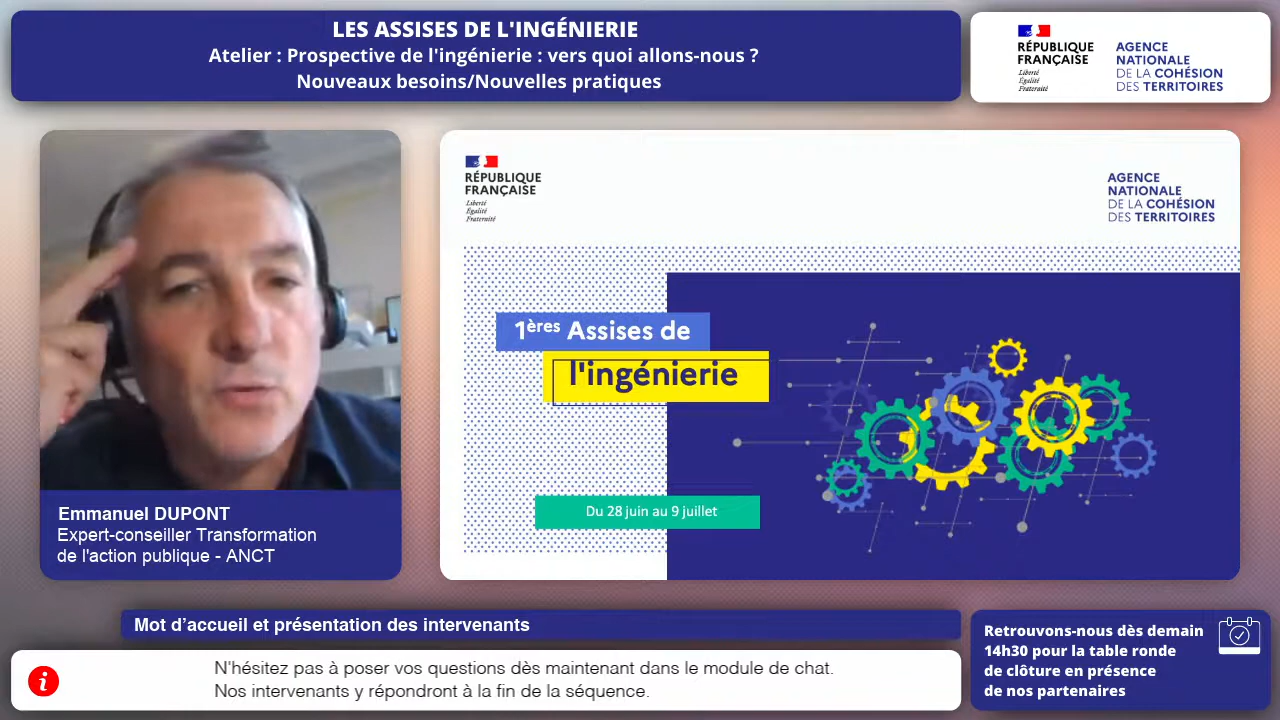 LES ASSISES DE L'INGÉNIERIE
Atelier : Prospective de l'ingénierie : vers quoi allons-nous ?
Nouveaux besoins/Nouvelles pratiques
RÉPUBLIQUE
FRANÇAISE
Liberté
Égalité
Fraternité
AGENCE
NATIONALE
DE LA COHÉSION
DES TERRITOIRES
RÉPUBLIQUE
FRANÇAISE
Liberté
Égalité
Fraternité
AGENCE
NATIONALE
DE LA COHÉSION
DES TERRITOIRES
1ères Assises de
l'ingénierie
Du 28 juin au 9 juillet
Emmanuel DUPONT
Expert-conseiller Transformation
de l'action publique - ANCT
Mot d’accueil et présentation des intervenants
N'hésitez pas à poser vos questions dès maintenant dans le module de chat.
Nos intervenants y répondront à la fin de la séquence.
Retrouvons-nous dès demain
14h30 pour la table ronde
de clôture en présence
de nos partenaires